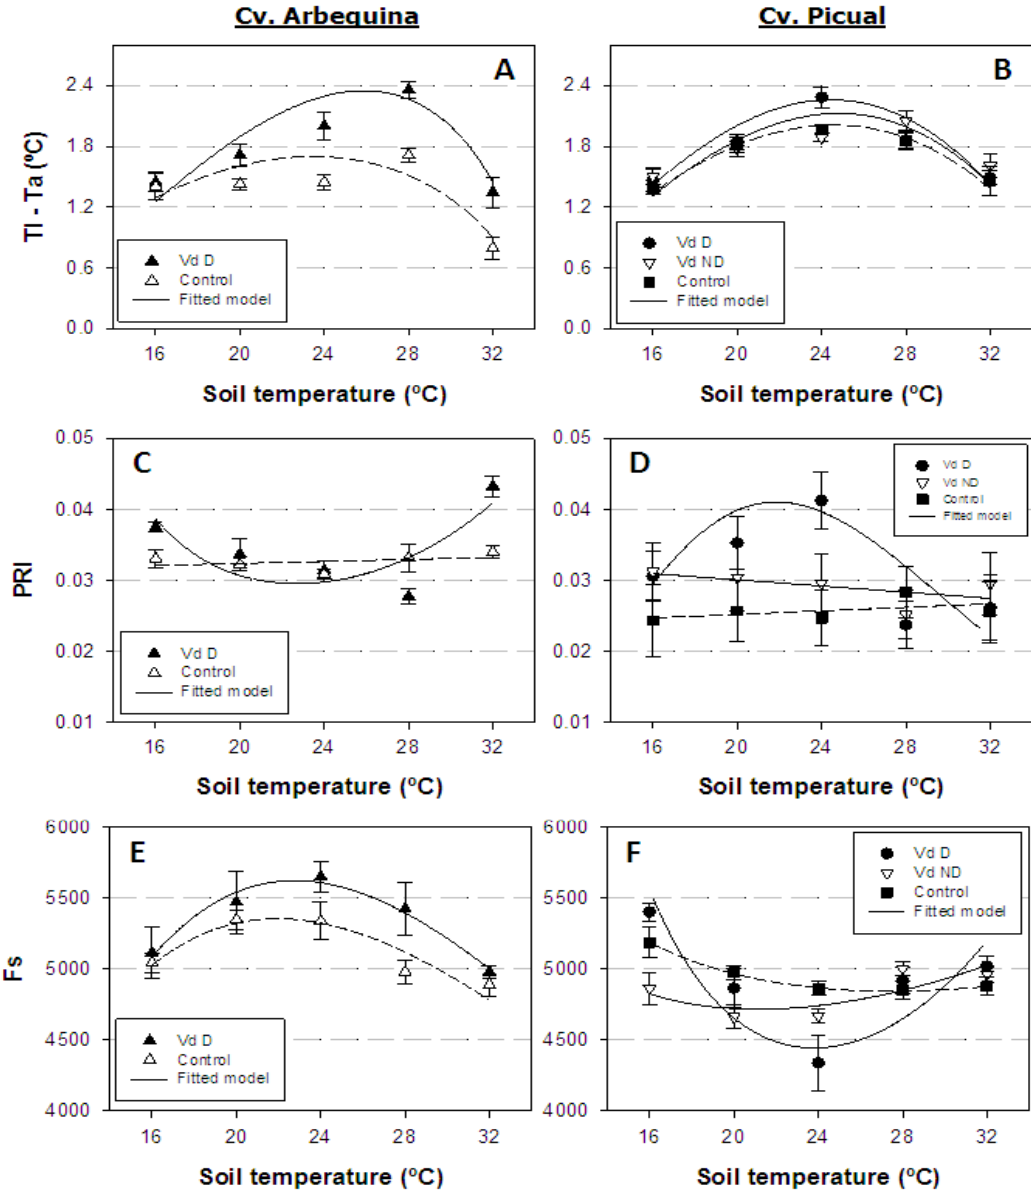 Cv. Arbequina
Cv. Picual
Tl - Ta (ºC)
2.4
1.8
1.2
0.6
0.0
A
Vd D
Control
Fitted model
16 20 24 28 32
Soil temperature (ºC)
2.4
1.8
1.2
0.6
0.0
B
Vd D
Vd ND
Control
Fitted model
16 20 24 28 32
Soil temperature (ºC)
PRI
0.05
0.04
0.03
0.02
0.01
C
Vd D
Control
Fitted model
16 20 24 28 32
Soil temperature (ºC)
0.05
0.04
0.03
0.02
0.01
D
Vd D
Vd ND
Control
Fitted model
16 20 24 28 32
Soil temperature (ºC)
Fs
6000
5500
5000
4500
4000
E
Vd D
Control
Fitted model
16 20 24 28 32
Soil temperature (ºC)
6000
5500
5000
4500
4000
F
Vd D
Vd ND
Control
Fitted model
16 20 24 28 32
Soil temperature (ºC)